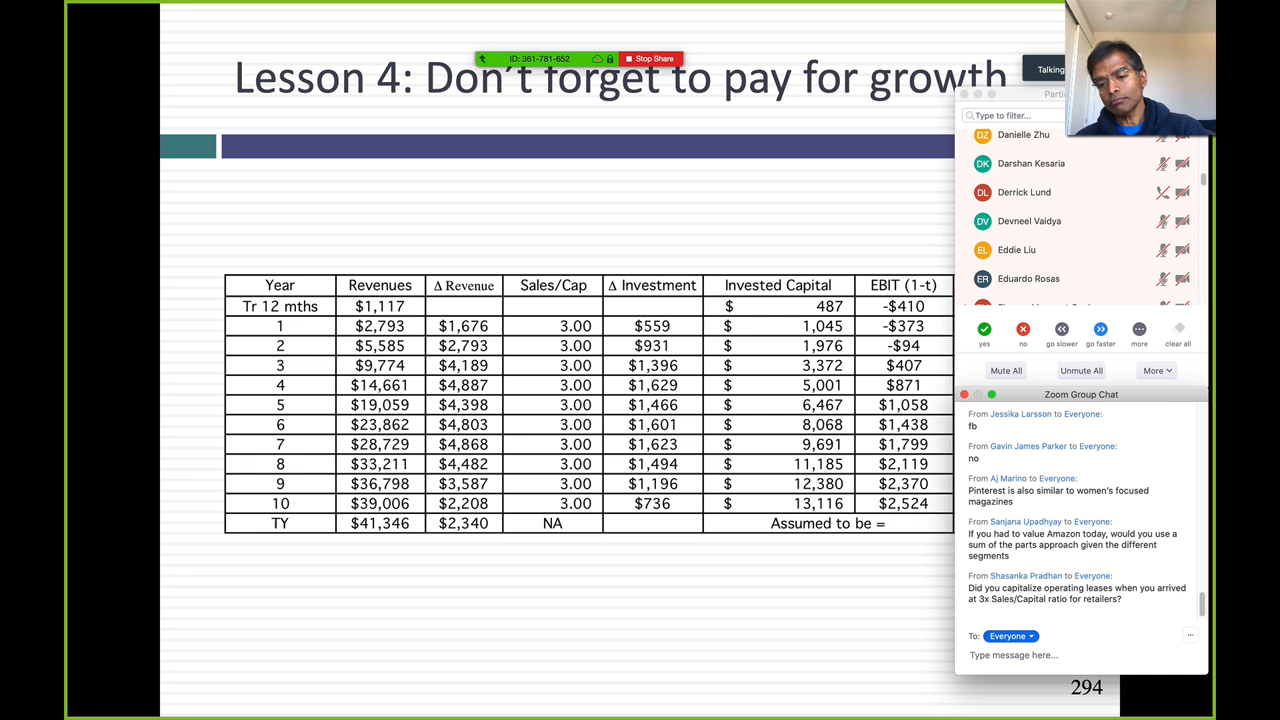 Lesson 4: Don't forget to pay for growth
ID: 361-781-652 Stop Share
Talking
Year Revenues Δ Revenue Sales/Cap Δ Investment Invested Capital EBIT (1-t)
Tr 12 mths $1,117 $ 487 -$410
1 $2,793 $1,676 3.00 $559 $ 1,045 -$373
2 $5,585 $2,793 3.00 $931 $ 1,976 -$94
3 $9,774 $4,189 3.00 $1,396 $ 3,372 $407
4 $14,661 $4,887 3.00 $1,629 $ 5,001 $871
5 $19,059 $4,398 3.00 $1,466 $ 6,467 $1,058
6 $23,862 $4,803 3.00 $1,601 $ 8,068 $1,438
7 $28,729 $4,868 3.00 $1,623 $ 9,691 $1,799
8 $33,211 $4,482 3.00 $1,494 $ 11,185 $2,119
9 $36,798 $3,587 3.00 $1,196 $ 12,380 $2,370
10 $39,006 $2,208 3.00 $736 $ 13,116 $2,524
TY $41,346 $2,340 NA Assumed to be =
294
Type to filter...
DZ Danielle Zhu
DK Darshan Kesaria
DL Derrick Lund
DV Devneel Vaidya
EL Eddie Liu
ER Eduardo Rosas
yes no go slower go faster more clear all
Mute All Unmute All More
Zoom Group Chat
From Jessika Larsson to Everyone:
fb
From Gavin James Parker to Everyone:
no
From Aj Marino to Everyone:
Pinterest is also similar to women's focused
magazines
From Sanjana Upadhyay to Everyone:
If you had to value Amazon today, would you use a
sum of the parts approach given the different
segments
From Shasanka Pradhan to Everyone:
Did you capitalize operating leases when you arrived
at 3x Sales/Capital ratio for retailers?
To: Everyone
Type message here...